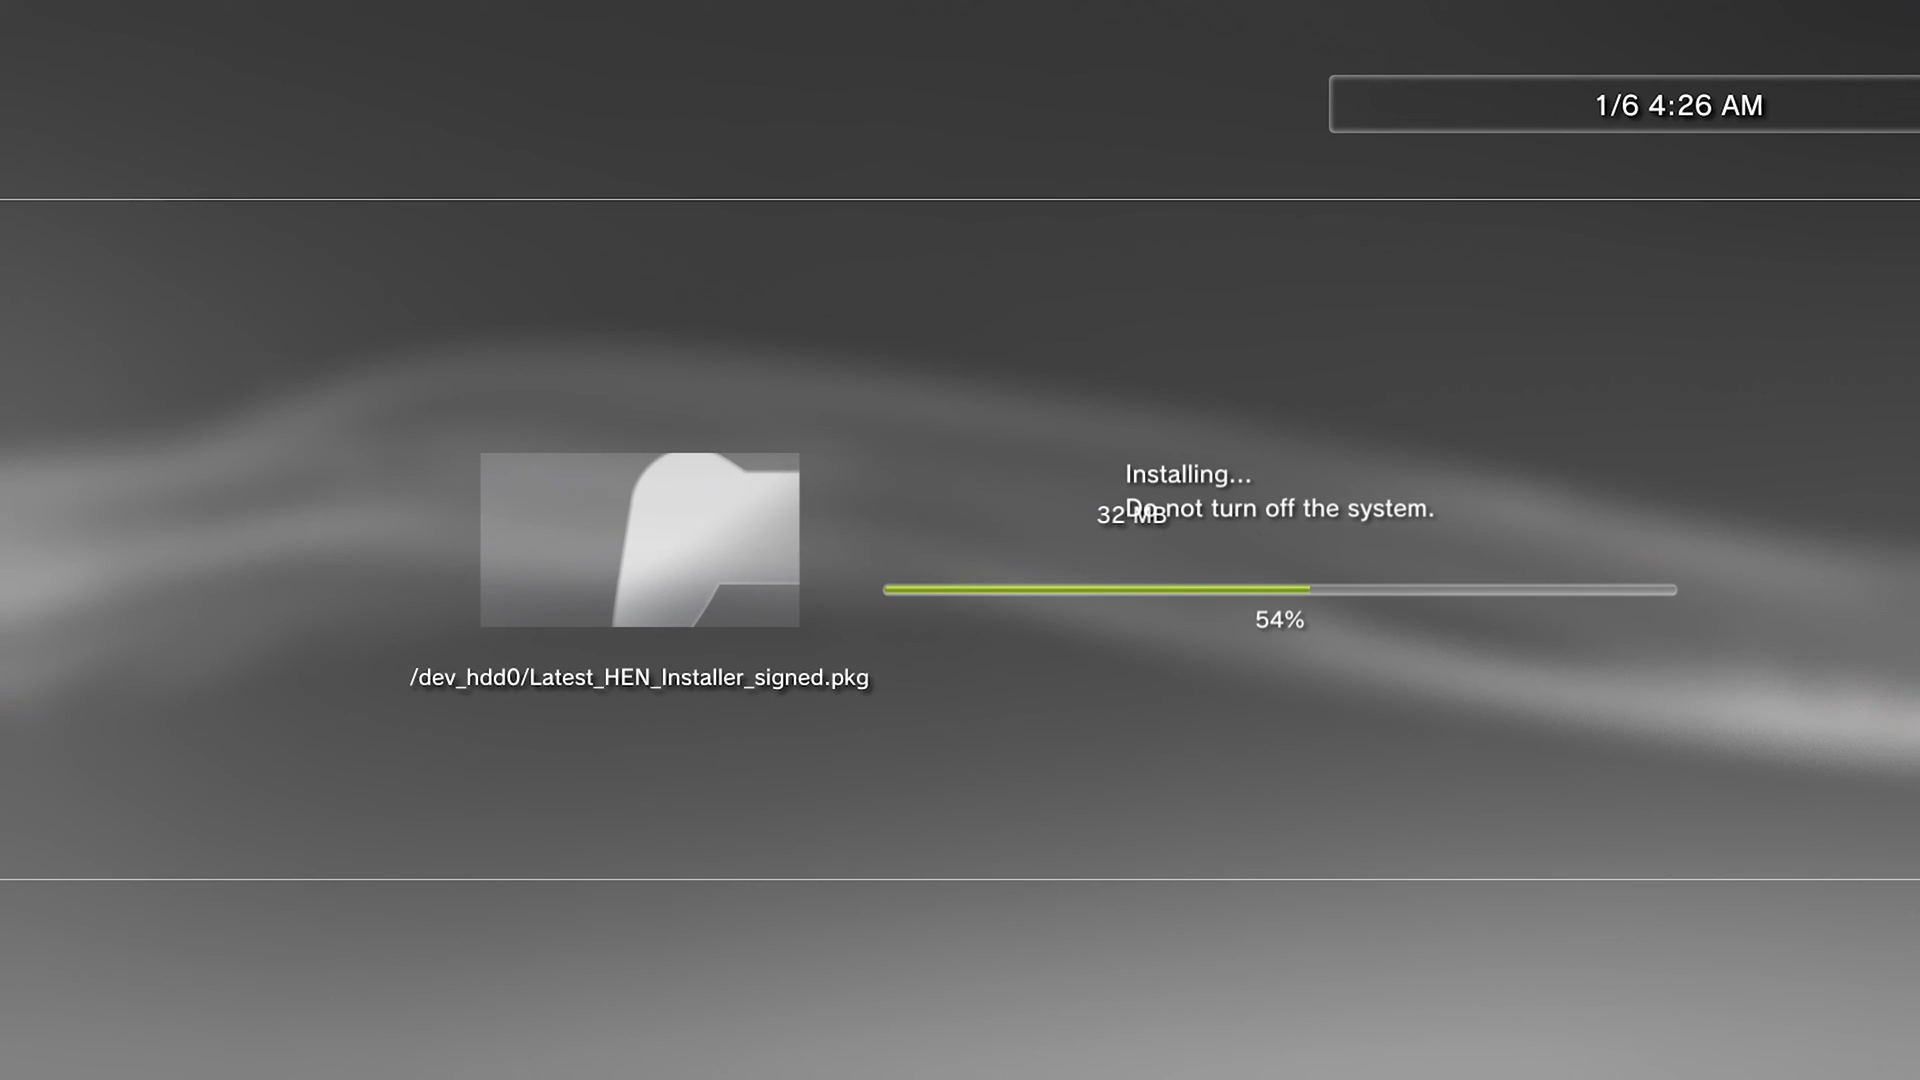 1/6 4:26 AM
Installing...
Do not turn off the system.
32 MB
54%
/dev_hdd0/Latest_HEN_Installer_signed.pkg